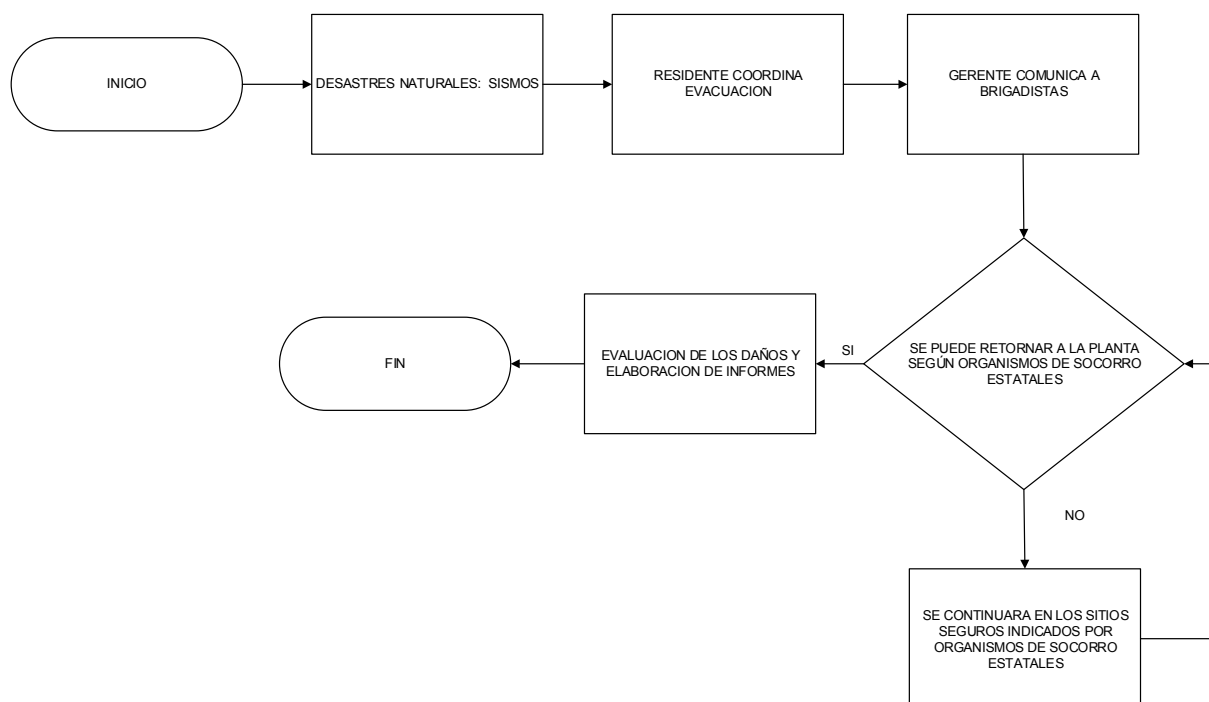 INICIO
DESASTRES NATURALES: SISMOS
RESIDENTE COORDINA
EVACUACION
GERENTE COMUNICA A
BRIGADISTAS
SE PUEDE RETORNAR A LA PLANTA
SEGÚN ORGANISMOS DE SOCORRO
ESTATALES
SI
EVALUACION DE LOS DAÑOS Y
ELABORACION DE INFORMES
FIN
NO
SE CONTINUARA EN LOS SITIOS
SEGUROS INDICADOS POR
ORGANISMOS DE SOCORRO
ESTATALES